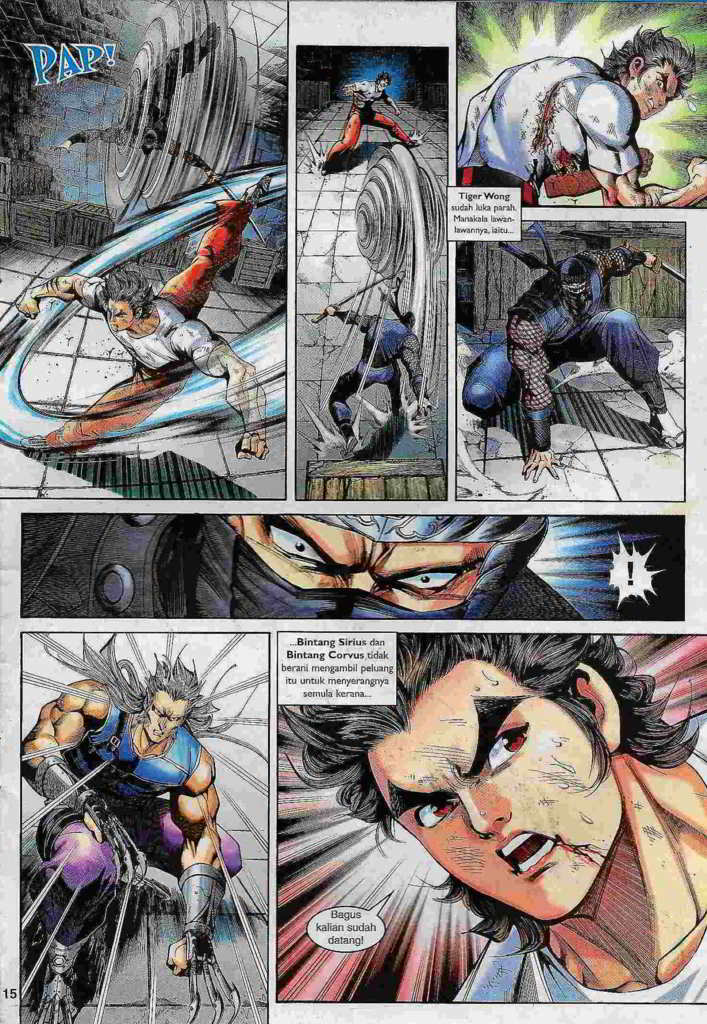 PAP!
Tiger Wong
sudah luka parah.
Manakala lawan-
lawannya, iaitu...
!
...Bintang Sirius dan
Bintang Corvus tidak
berani mengambil peluang
itu untuk menyerangnya
semula kerana...
Bagus
kalian sudah
datang!
15